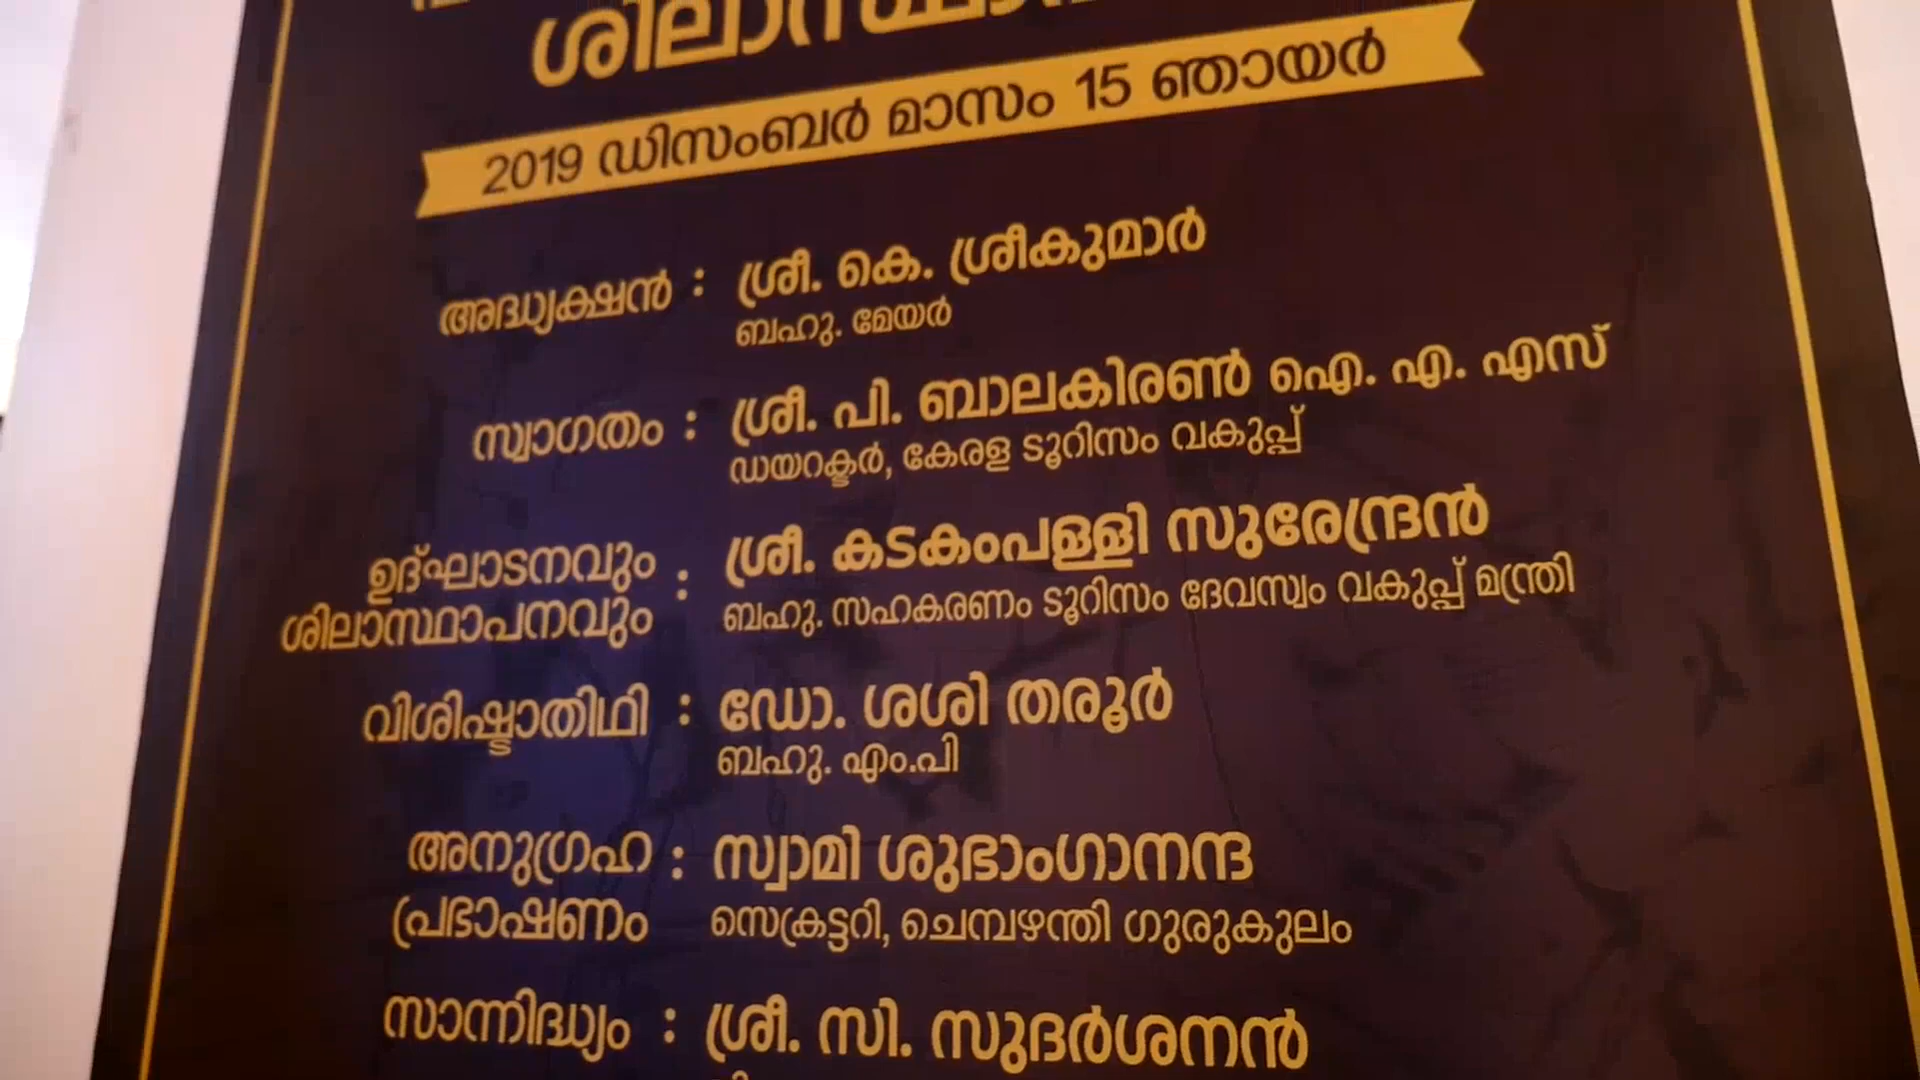 2019 ഡിസംബർ മാസം 15 ഞായർ
അദ്ധ്യക്ഷൻ : ശ്രീ. കെ. ശ്രീകുമാർ
ബഹു. മേയർ
സ്വാഗതം : ശ്രീ. പി. ബാലകിരൺ ഐ. എ. എസ്
ഡയറക്ടർ, കേരള ടൂറിസം വകുപ്പ്
ഉദ്ഘാടനവും
ശിലാസ്ഥാപനവും : ശ്രീ. കടകംപള്ളി സുരേന്ദ്രൻ
ബഹു. സഹകരണം ടൂറിസം ദേവസ്വം വകുപ്പ് മന്ത്രി
വിശിഷ്ടാതിഥി : ഡോ. ശശി തരൂർ
ബഹു. എം.പി
അനുഗ്രഹ : സ്വാമി ശുഭാംഗാനന്ദ
പ്രഭാഷണം സെക്രട്ടറി, ചെമ്പഴന്തി ഗുരുകുലം
സാന്നിദ്ധ്യം : ശ്രീ. സി. സുദർശനൻ